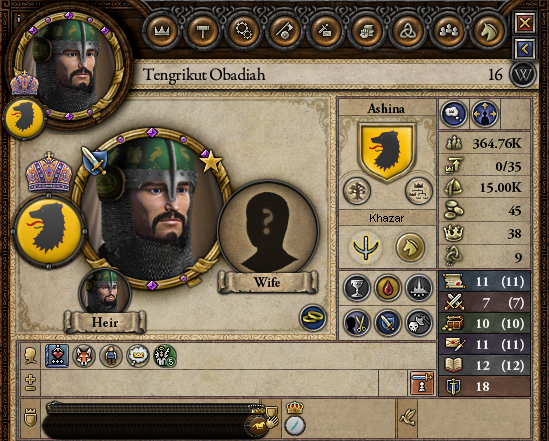 Tengrikut Obadiah 16 W
Ashina
364.76K
0/35
15.00K
Khazar
45
38
?
9
Wife
11 (11)
7 (7)
Heir
10 (10)
11 (11)
5
12 (12)
18